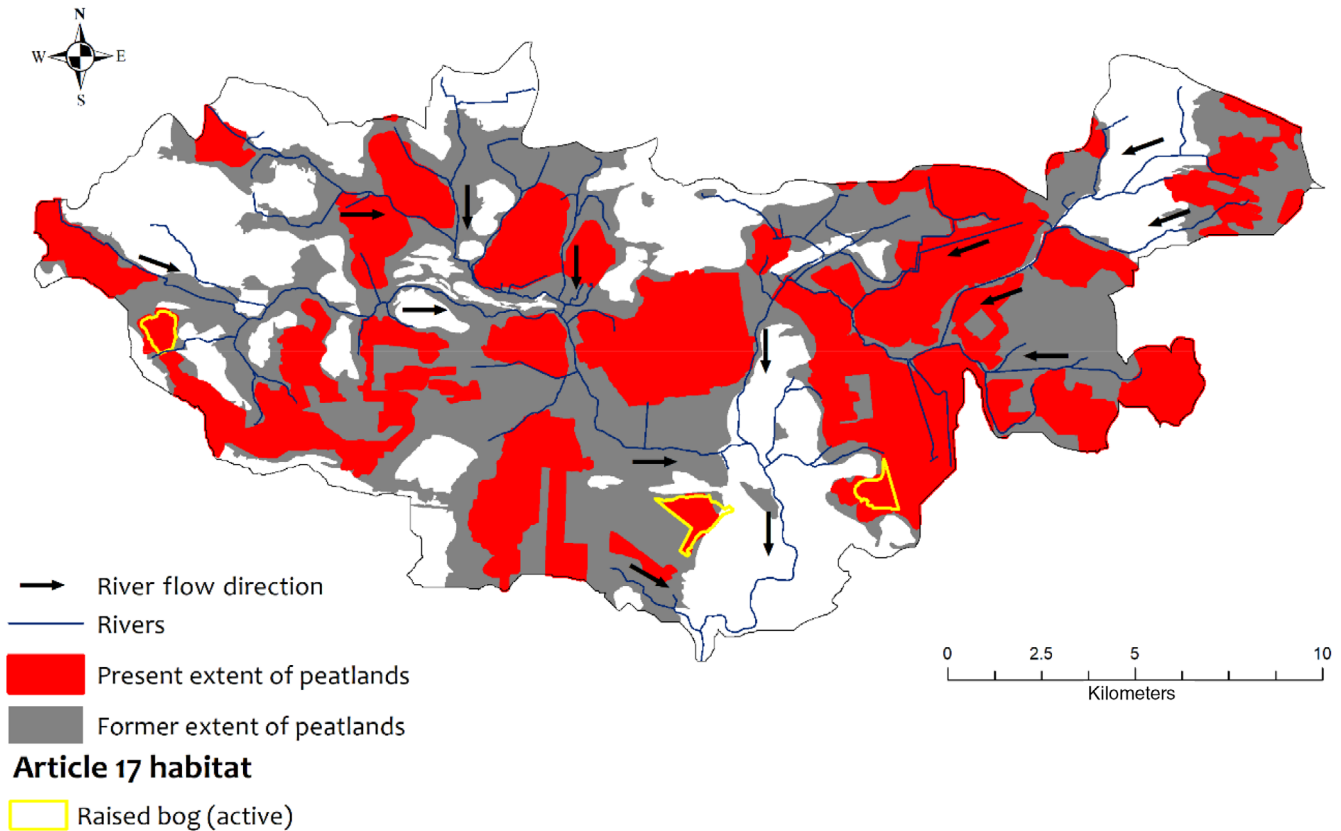 N
W E
S
River flow direction
Rivers
Present extent of peatlands
Former extent of peatlands
Article 17 habitat
Raised bog (active)
0 2.5 5 10
Kilometers